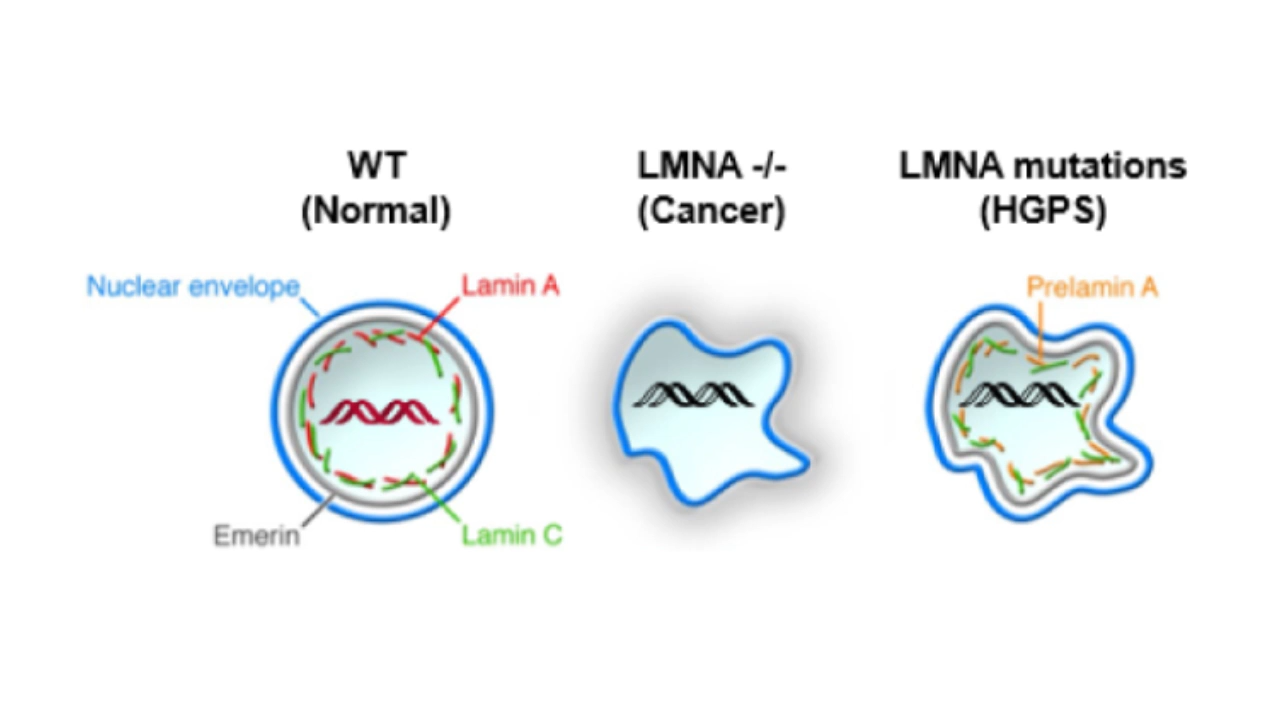 WT
(Normal)
LMNA -/-
(Cancer)
LMNA mutations
(HGPS)
Nuclear envelope
Lamin A
Prelamin A
Emerin
Lamin C